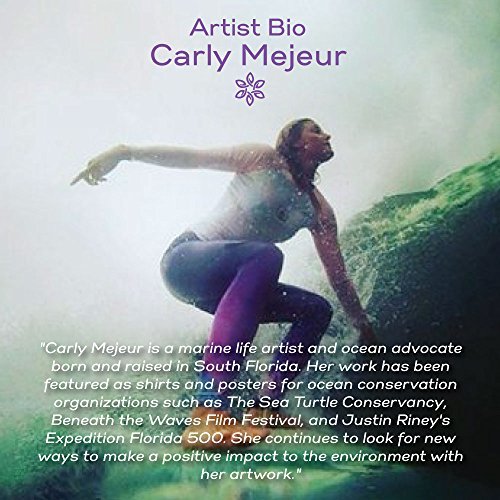 Artist Bio
Carly Mejeur
"Carly Mejeur is a marine life artist and ocean advocate
born and raised in South Florida. Her work has been
featured as shirts and posters for ocean conservation
organizations such as The Sea Turtle Conservancy,
Beneath the Waves Film Festival, and Justin Riney's
Expedition Florida 500. She continues to look for new
ways to make a positive impact to the environment with
her artwork."